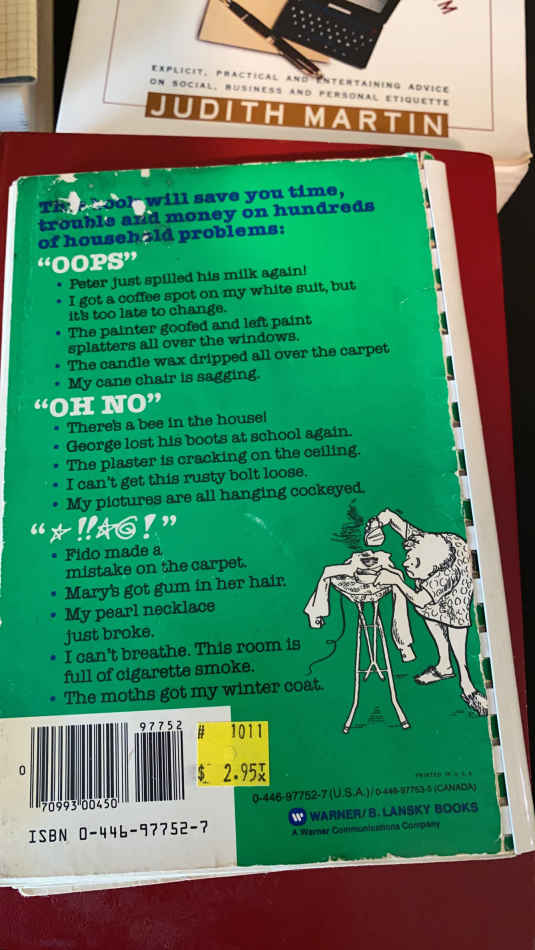 EXPLICIT, PRACTICAL AND ENTERTAINING ADVICE
ON SOCIAL, BUSINESS AND PERSONAL ETIQUETTE
JUDITH MARTIN
This book will save you time,
trouble and money on hundreds
of household problems:
“OOPS”
• Peter just spilled his milk again!
• I got a coffee spot on my white suit, but
it's too late to change.
• The painter goofed and left paint
splatters all over the windows.
• The candle wax dripped all over the carpet
• My cane chair is sagging.
“OH NO”
• There's a bee in the house!
• George lost his boots at school again.
• The plaster is cracking on the ceiling.
• I can't get this rusty bolt loose.
• My pictures are all hanging cockeyed.
“☆!!☆@!”
• Fido made a
mistake on the carpet.
• Mary's got gum in her hair.
• My pearl necklace
just broke.
• I can't breathe. This room is
full of cigarette smoke.
• The moths got my winter coat.
97752
# 1011
$ 2.95TX
0
70993 00450
ISBN 0-446-97752-7
PRINTED IN U.S.A.
0-446-97752-7 (U.S.A.)/0-446-97753-5 (CANADA)
W WARNER/B. LANSKY BOOKS
A Warner Communications Company